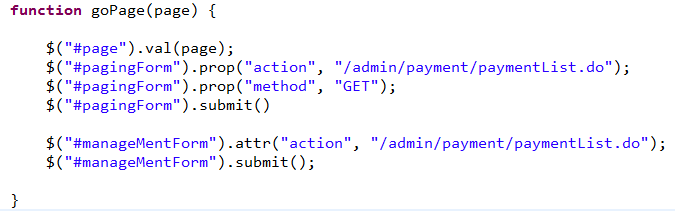 function goPage(page) {
$("#page").val(page);
$("#pagingForm").prop("action", "/admin/payment/paymentList.do");
$("#pagingForm").prop("method", "GET");
$("#pagingForm").submit()
$("#manageMentForm").attr("action", "/admin/payment/paymentList.do");
$("#manageMentForm").submit();
}